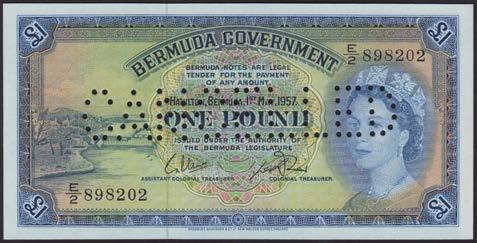 £1
£1
BERMUDA GOVERNMENT
E/2 898202
BERMUDA NOTES ARE LEGAL
TENDER FOR THE PAYMENT
OF ANY AMOUNT.
HAMILTON, BERMUDA, 1ST MAY, 1957.
CANCELLED
ONE POUND
ISSUED UNDER THE AUTHORITY OF
THE BERMUDA LEGISLATURE
E/2 898202
ASSISTANT COLONIAL TREASURER. COLONIAL TREASURER.
£1
£1